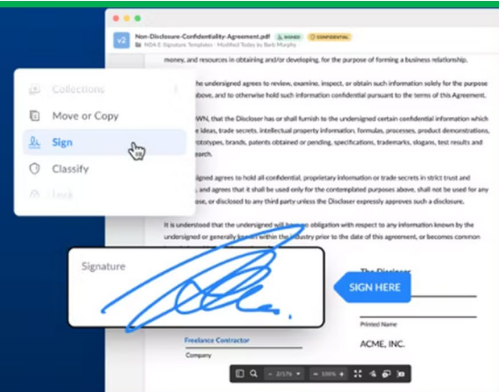 v2
Non-Disclosure-Confidentiality-Agreement.pdf
SIGNED
CONFIDENTIAL
NDA E-Signature Templates · Modified Today by Barb Murphy
money, and resources in obtaining and/or developing, for the purpose of forming a business relationship.
he undersigned agrees to review, examine, inspect, or obtain such information solely for the purpose
bove, and to otherwise hold such information confidential pursuant to the terms of this Agreement.
WN, that the Disclosor has or shall furnish to the undersigned certain confidential information which
ideas, trade secrets, intellectual property information, formulas, processes, product demonstrations,
ototypes, brands, patents obtained or pending, specifications, trademarks, slogans, test results and
earch.
igned agrees to hold all confidential, proprietary information or trade secrets in strict trust and
, and agrees that it shall be used only for the contemplated purposes above, shall not be used for any
ose, or disclosed to any third party unless the Discloser expressly approves such a disclosure.
It is understood that the undersigned will have no obligation with respect to any information known by the
undersigned or generally known within the industry prior to the date of this agreement, or becomes common
Collections
Move or Copy
Sign
Classify
Lock
Signature
SIGN HERE
The Discloser
Printed Name
Freelance Contractor
Company
ACME, INC.